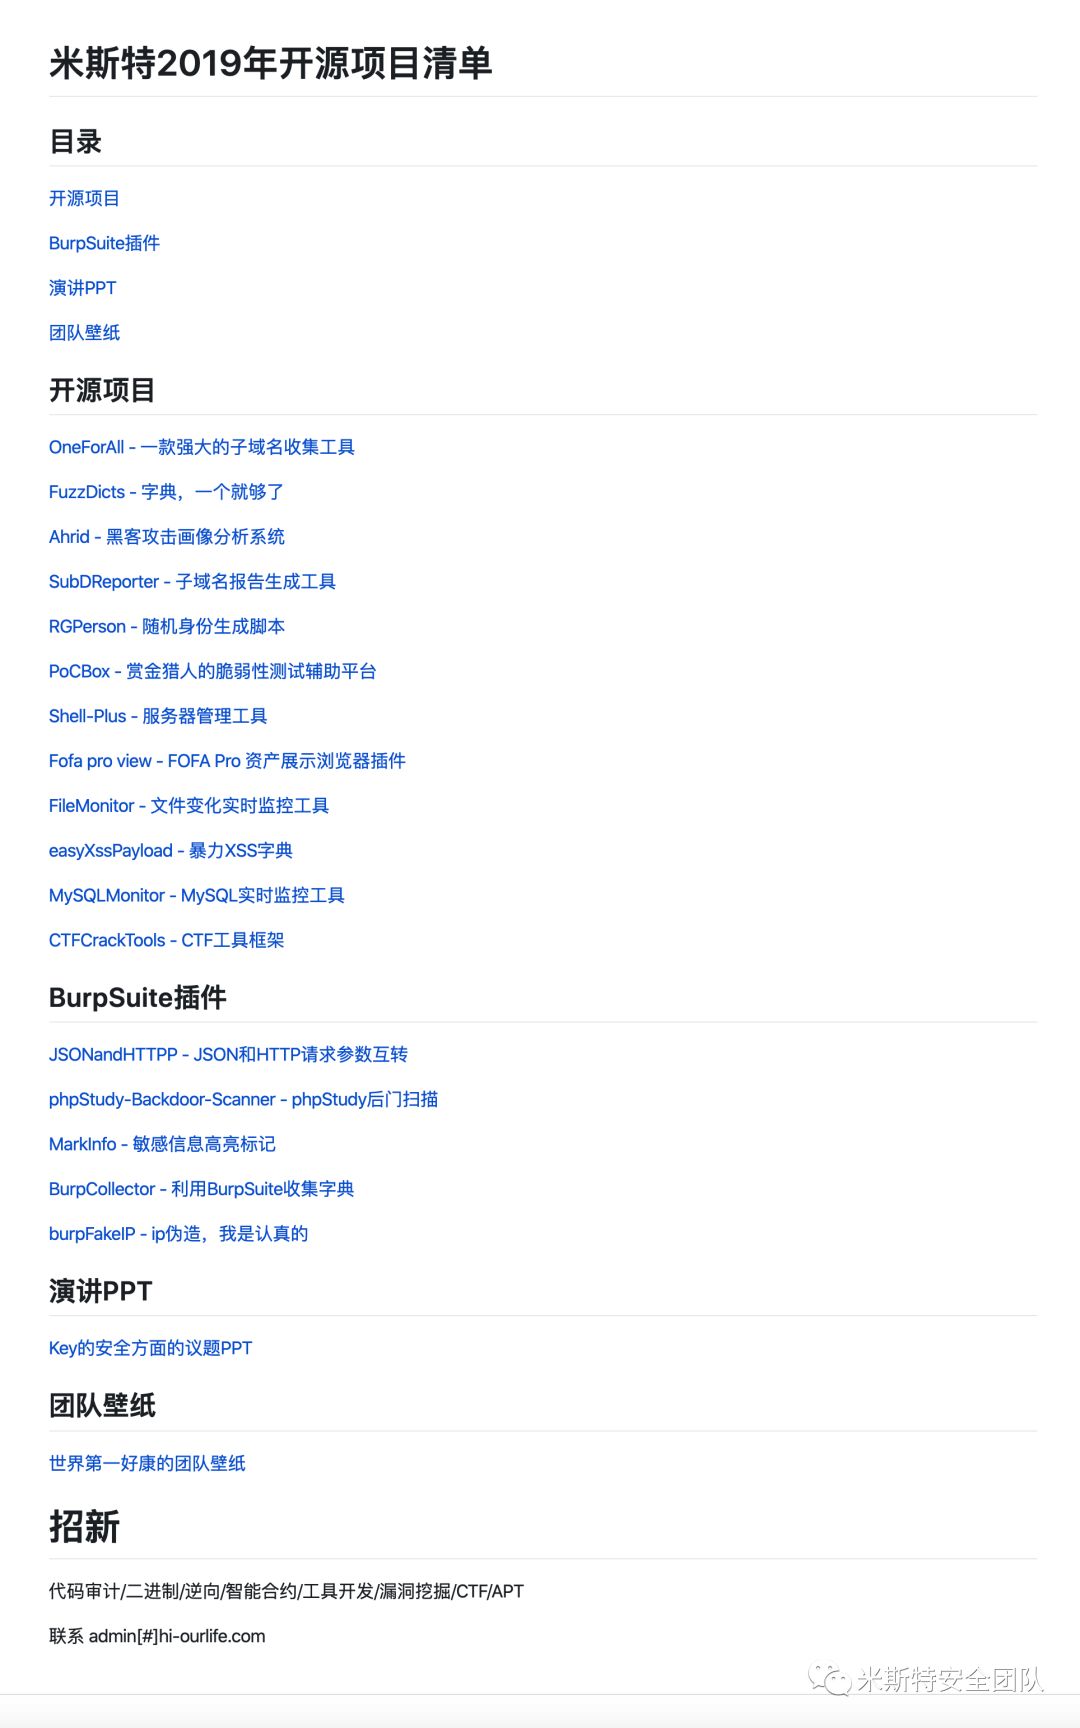 米斯特2019年开源项目清单
目录
开源项目
BurpSuite插件
演讲PPT
团队壁纸
开源项目
OneForAll - 一款强大的子域名收集工具
FuzzDicts - 字典，一个就够了
Ahrid - 黑客攻击画像分析系统
SubDReporter - 子域名报告生成工具
RGPerson - 随机身份生成脚本
PoCBox - 赏金猎人的脆弱性测试辅助平台
Shell-Plus - 服务器管理工具
Fofa pro view - FOFA Pro 资产展示浏览器插件
FileMonitor - 文件变化实时监控工具
easyXssPayload - 暴力XSS字典
MySQLMonitor - MySQL实时监控工具
CTFCrackTools - CTF工具框架
BurpSuite插件
JSONandHTTPP - JSON和HTTP请求参数互转
phpStudy-Backdoor-Scanner - phpStudy后门扫描
MarkInfo - 敏感信息高亮标记
BurpCollector - 利用BurpSuite收集字典
burpFakeIP - ip伪造，我是认真的
演讲PPT
Key的安全方面的议题PPT
团队壁纸
世界第一好康的团队壁纸
招新
代码审计/二进制/逆向/智能合约/工具开发/漏洞挖掘/CTF/APT
联系 admin[#]hi-ourlife.com
米斯特安全团队